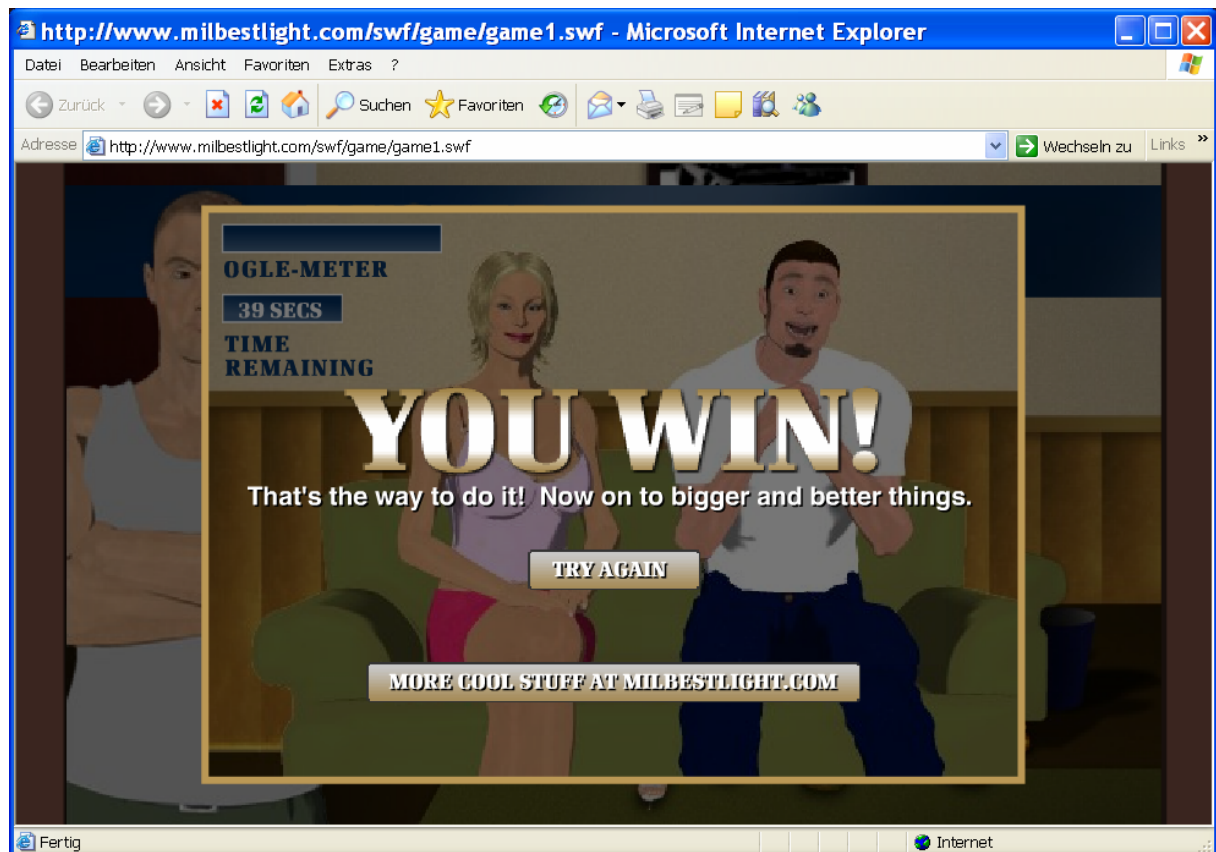 http://www.milbestlight.com/swf/game/game1.swf - Microsoft Internet Explorer
Datei Bearbeiten Ansicht Favoriten Extras ?
Zurück Suchen Favoriten
Adresse http://www.milbestlight.com/swf/game/game1.swf Wechseln zu Links »
OGLE-METER
39 SECS
TIME
REMAINING
YOU WIN!
That's the way to do it! Now on to bigger and better things.
TRY AGAIN
MORE COOL STUFF AT MILBESTLIGHT.COM
Fertig Internet